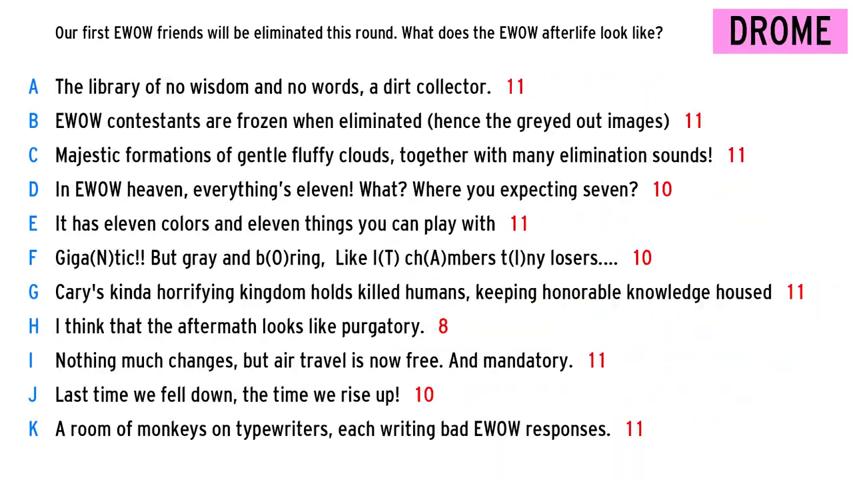 Our first EWOW friends will be eliminated this round. What does the EWOW afterlife look like?
DROME
A The library of no wisdom and no words, a dirt collector. 11
B EWOW contestants are frozen when eliminated (hence the greyed out images) 11
C Majestic formations of gentle fluffy clouds, together with many elimination sounds! 11
D In EWOW heaven, everything's eleven! What? Where you expecting seven? 10
E It has eleven colors and eleven things you can play with 11
F Giga(N)tic!! But gray and b(O)ring, Like I(T) ch(A)mbers t(I)ny losers.... 10
G Cary's kinda horrifying kingdom holds killed humans, keeping honorable knowledge housed 11
H I think that the aftermath looks like purgatory. 8
I Nothing much changes, but air travel is now free. And mandatory. 11
J Last time we fell down, the time we rise up! 10
K A room of monkeys on typewriters, each writing bad EWOW responses. 11